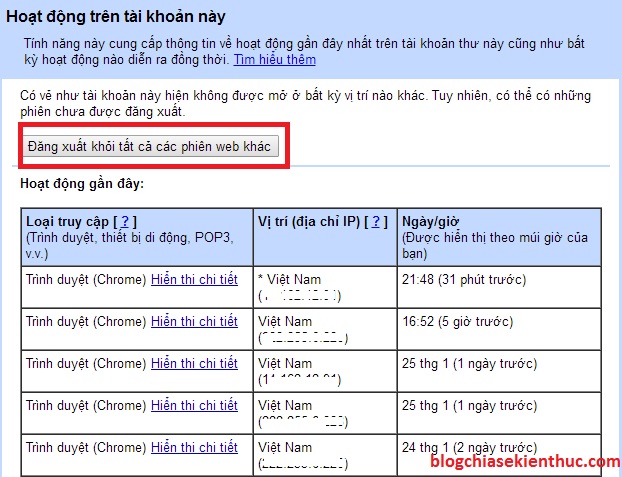 Hoạt động trên tài khoản này
Tính năng này cung cấp thông tin về hoạt động gần đây nhất trên tài khoản thư này cũng như bất
kỳ hoạt động nào diễn ra đồng thời. Tìm hiểu thêm
Có vẻ như tài khoản này hiện không được mở ở bất kỳ vị trí nào khác. Tuy nhiên, có thể có những
phiên chưa được đăng xuất.
Đăng xuất khỏi tất cả các phiên web khác
Hoạt động gần đây:
Loại truy cập [ ? ]
(Trình duyệt, thiết bị di động, POP3,
v.v.)
Vị trí (địa chỉ IP) [ ? ]
Ngày/giờ
(Được hiển thị theo múi giờ của
bạn)
Trình duyệt (Chrome) Hiển thị chi tiết
* Việt Nam
21:48 (31 phút trước)
Trình duyệt (Chrome) Hiển thị chi tiết
Việt Nam
16:52 (5 giờ trước)
Trình duyệt (Chrome) Hiển thị chi tiết
Việt Nam
25 thg 1 (1 ngày trước)
Trình duyệt (Chrome) Hiển thị chi tiết
Việt Nam
25 thg 1 (1 ngày trước)
Trình duyệt (Chrome) Hiển thị chi tiết
Việt Nam
24 thg 1 (2 ngày trước)
blogchiasekienthuc.com